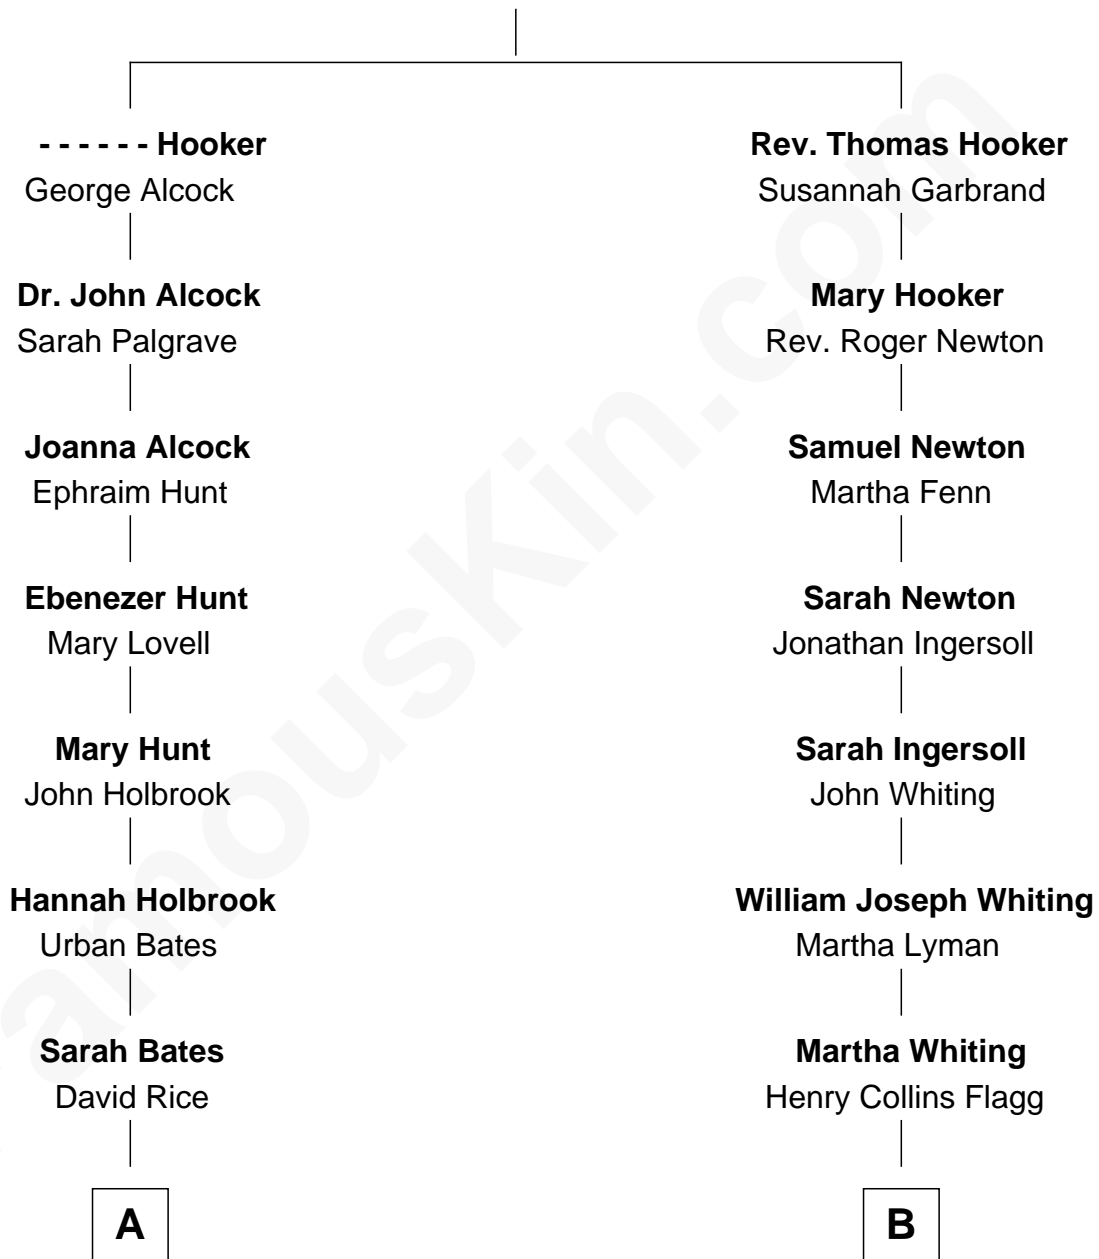 - - - - - - Hooker
George Alcock
Dr. John Alcock
Sarah Palgrave
Joanna Alcock
Ephraim Hunt
Ebenezer Hunt
Mary Lovell
Mary Hunt
John Holbrook
Hannah Holbrook
Urban Bates
Sarah Bates
David Rice
A
Rev. Thomas Hooker
Susannah Garbrand
Mary Hooker
Rev. Roger Newton
Samuel Newton
Martha Fenn
Sarah Newton
Jonathan Ingersoll
Sarah Ingersoll
John Whiting
William Joseph Whiting
Martha Lyman
Martha Whiting
Henry Collins Flagg
B
amouskin.com